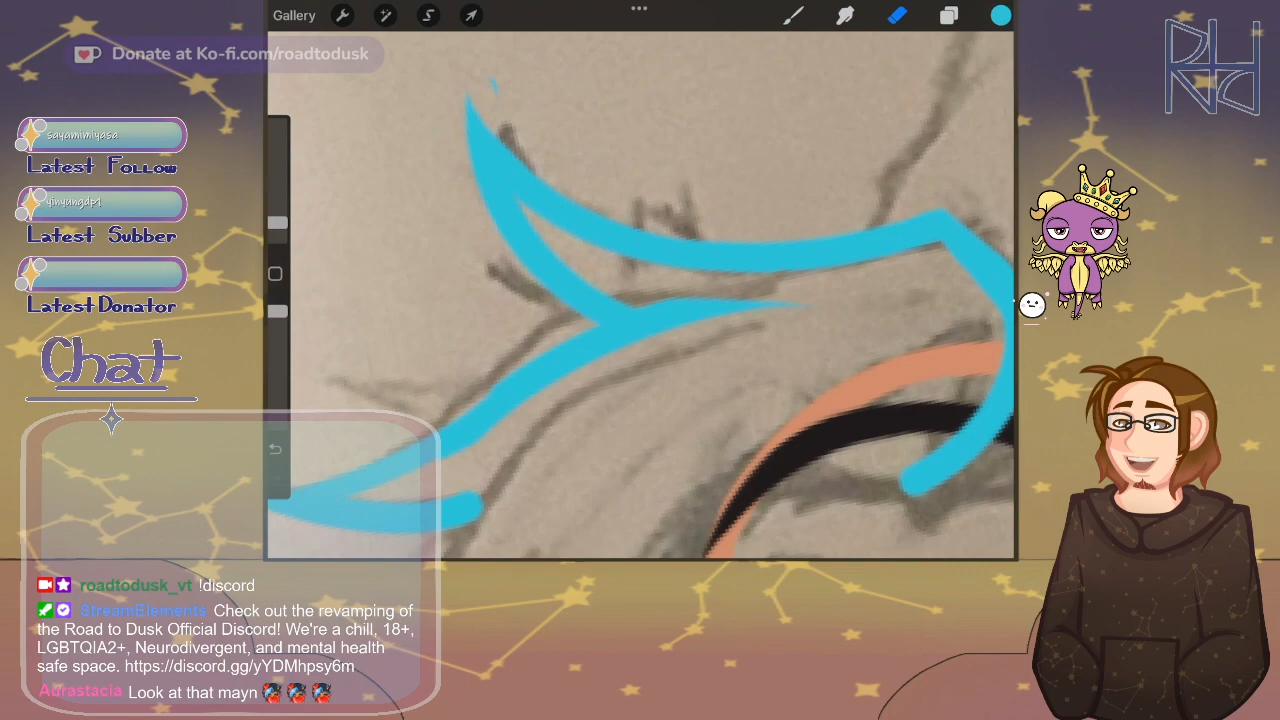 Gallery
Donate at Ko-fi.com/roadtodusk
sayamimiyasa
Latest Follow
yinyungdp1
Latest Subber
Latest Donator
Chat
roadtodusk_vt !discord
StreamElements Check out the revamping of
the Road to Dusk Official Discord! We're a chill, 18+,
LGBTQIA2+, Neurodivergent, and mental health
safe space. https://discord.gg/yYDMhpsy6m
Aurastacia Look at that mayn